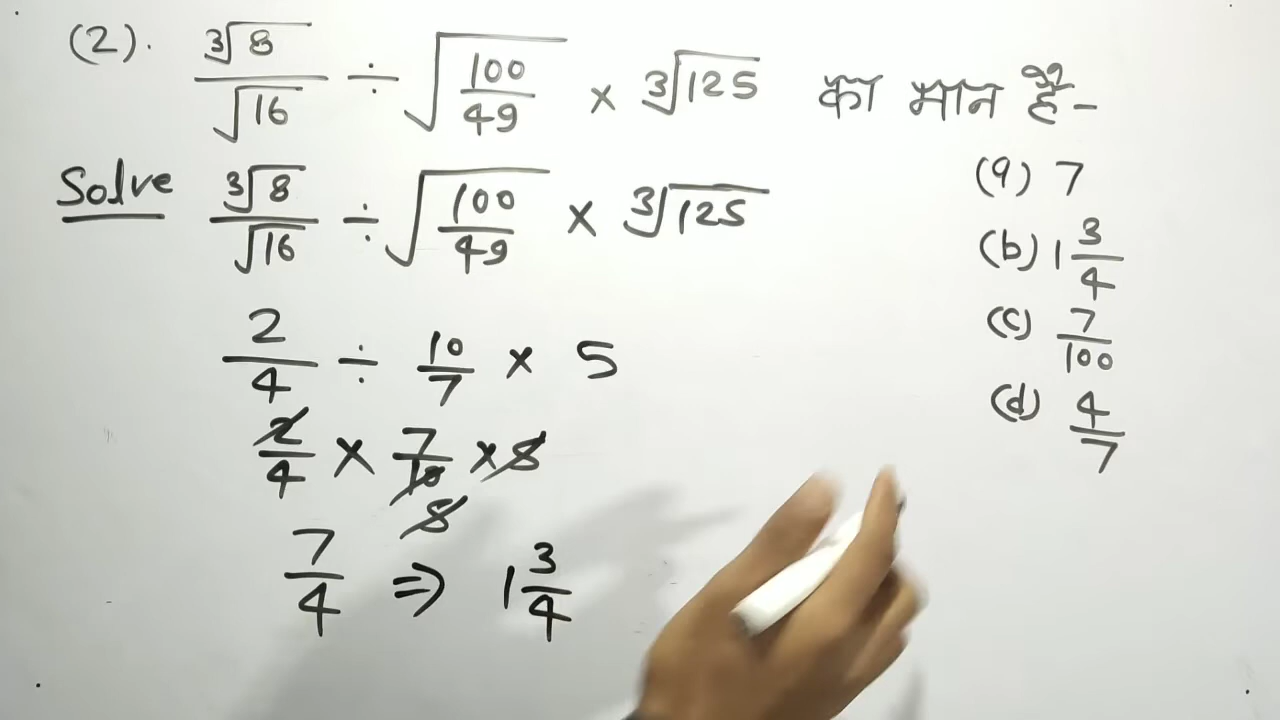 (2). ∛8/√16 ÷ √(100/49) × ∛125 का मान है-
Solve ∛8/√16 ÷ √(100/49) × ∛125
2/4 ÷ 10/7 × 5
2/4 × 7/10 × 5
5
7/4 ⇒ 1 3/4
(a) 7
(b) 1 3/4
(c) 7/100
(d) 4/7